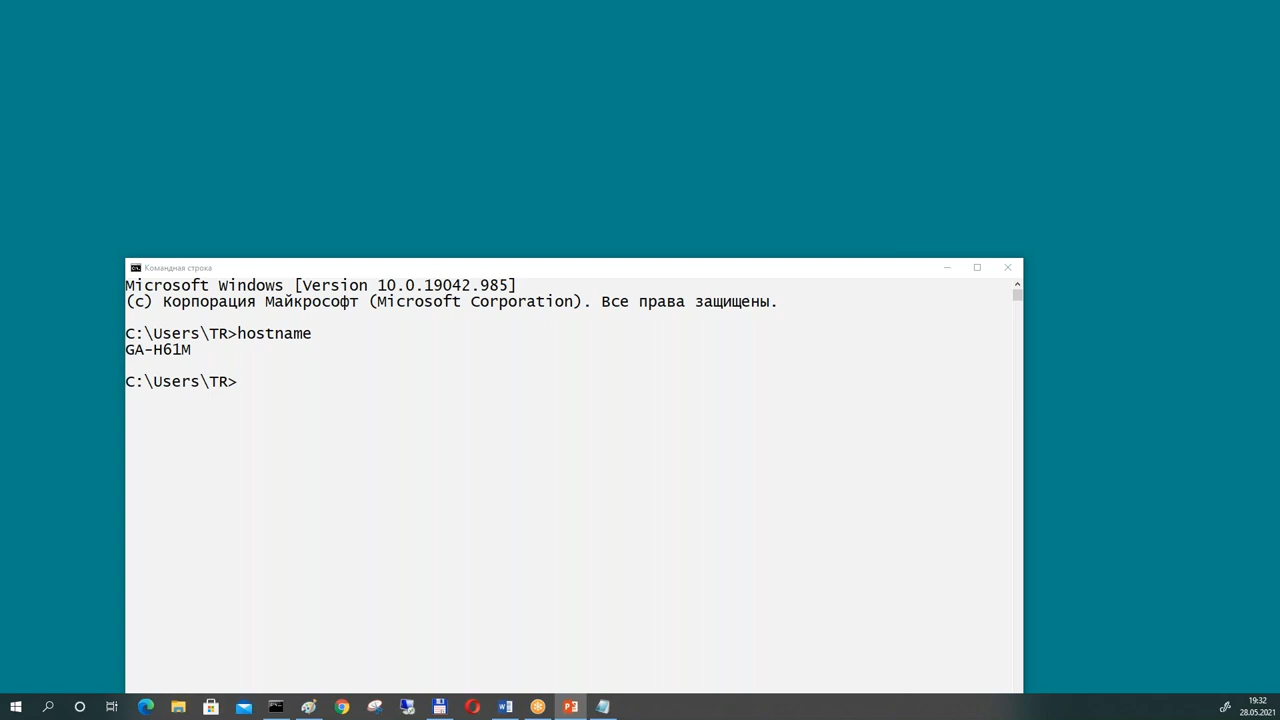 Командная строка
Microsoft Windows [Version 10.0.19042.985]
(c) Корпорация Майкрософт (Microsoft Corporation). Все права защищены.
C:\Users\TR>hostname
GA-H61M
C:\Users\TR>
19:32
28.05.2021